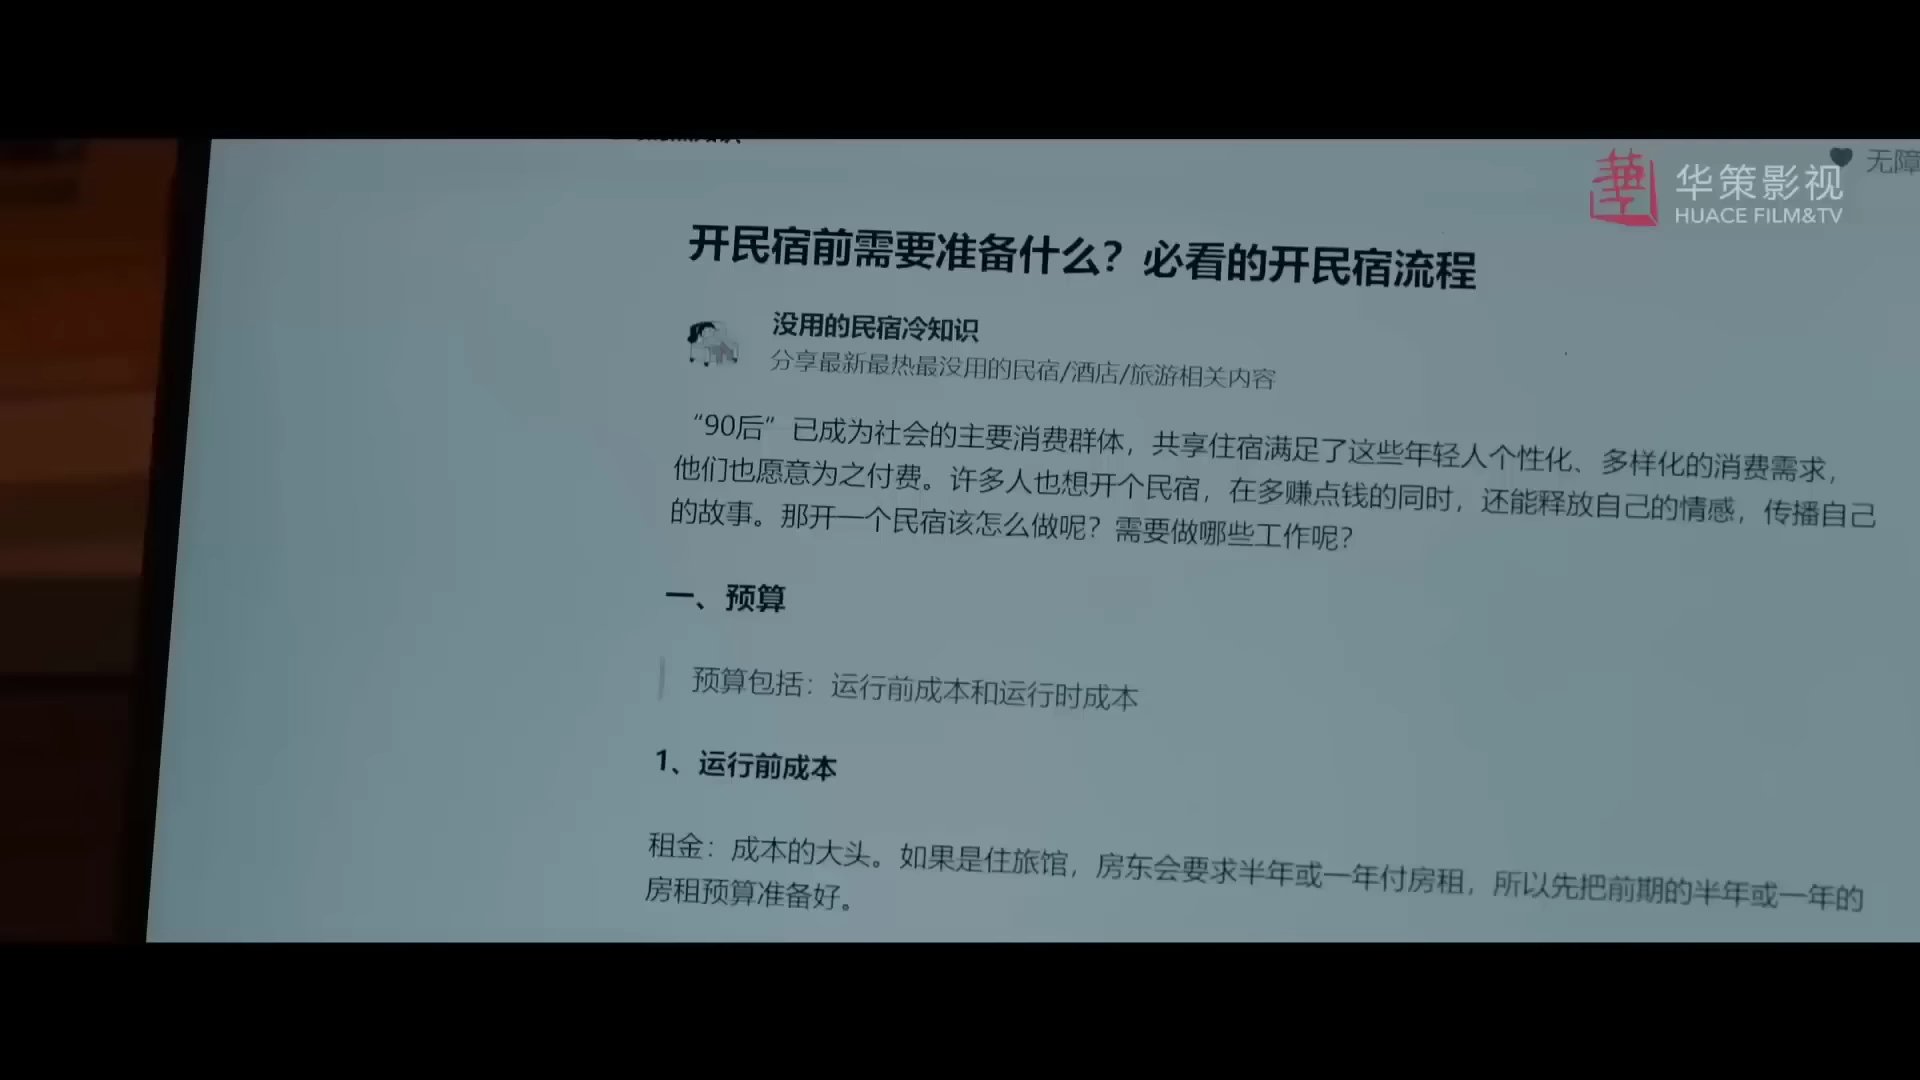 无障
华策影视
HUACE FILM&TV
开民宿前需要准备什么？必看的开民宿流程
没用的民宿冷知识
分享最新最热最没用的民宿/酒店/旅游相关内容
“90后”已成为社会的主要消费群体，共享住宿满足了这些年轻人个性化、多样化的消费需求，
他们也愿意为之付费。许多人也想开个民宿，在多赚点钱的同时，还能释放自己的情感，传播自己
的故事。那开一个民宿该怎么做呢？需要做哪些工作呢？
一、预算
预算包括：运行前成本和运行时成本
1、运行前成本
租金：成本的大头。如果是住旅馆，房东会要求半年或一年付房租，所以先把前期的半年或一年的
房租预算准备好。